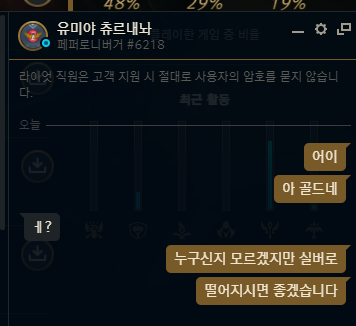 48% 29% 19%
유미야 츄르내놔
페퍼로니버거 #6218
플레이한 게임 중 비율
라이엇 직원은 고객 지원 시 절대로 사용자의 암호를 묻지 않습니
다.
최근 활동
오늘
어이
아 골드네
ㅔ?
누구신지 모르겠지만 실버로
떨어지시면 좋겠습니다